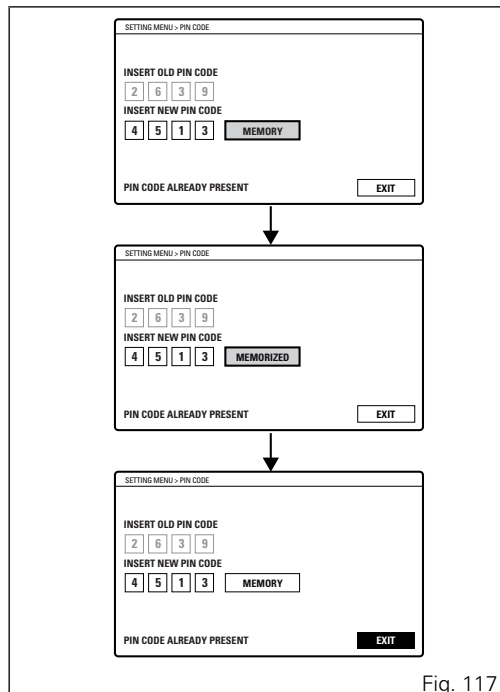 SETTING MENU > PIN CODE
INSERT OLD PIN CODE
2 6 3 9
INSERT NEW PIN CODE
4 5 1 3 MEMORY
PIN CODE ALREADY PRESENT EXIT
SETTING MENU > PIN CODE
INSERT OLD PIN CODE
2 6 3 9
INSERT NEW PIN CODE
4 5 1 3 MEMORIZED
PIN CODE ALREADY PRESENT EXIT
SETTING MENU > PIN CODE
INSERT OLD PIN CODE
2 6 3 9
INSERT NEW PIN CODE
4 5 1 3 MEMORY
PIN CODE ALREADY PRESENT EXIT
Fig. 117